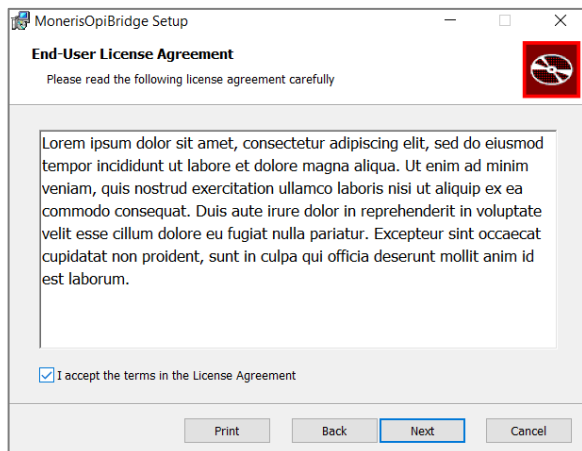 MonerisOpiBridge Setup
End-User License Agreement
Please read the following license agreement carefully
Lorem ipsum dolor sit amet, consectetur adipiscing elit, sed do eiusmod
tempor incididunt ut labore et dolore magna aliqua. Ut enim ad minim
veniam, quis nostrud exercitation ullamco laboris nisi ut aliquip ex ea
commodo consequat. Duis aute irure dolor in reprehenderit in voluptate
velit esse cillum dolore eu fugiat nulla pariatur. Excepteur sint occaecat
cupidatat non proident, sunt in culpa qui officia deserunt mollit anim id
est laborum.
I accept the terms in the License Agreement
Print Back Next Cancel